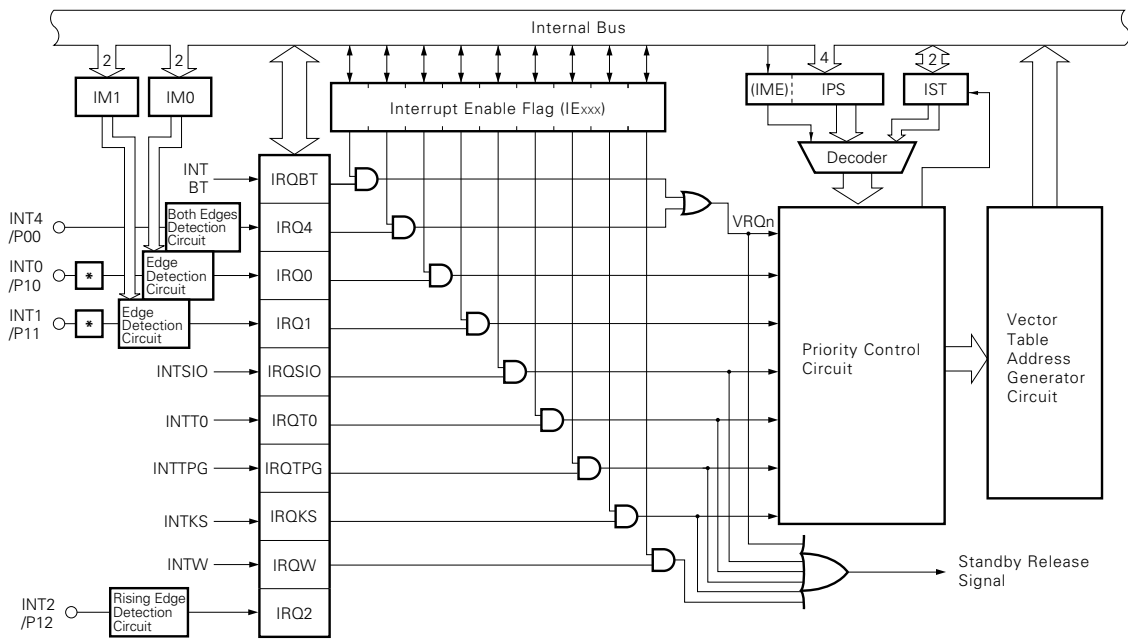 Internal Bus
2
2
4
2
IM1
IM0
Interrupt Enable Flag (IExxx)
(IME)
IPS
IST
Decoder
INT
BT
IRQBT
INT4
/P00
Both Edges
Detection
Circuit
IRQ4
VRQn
INT0
/P10
*
Edge
Detection
Circuit
IRQ0
INT1
/P11
*
Edge
Detection
Circuit
IRQ1
Priority Control
Circuit
Vector
Table
Address
Generator
Circuit
INTSIO
IRQSIO
INTT0
IRQT0
INTTPG
IRQTPG
INTKS
IRQKS
INTW
IRQW
Standby Release
Signal
INT2
/P12
Rising Edge
Detection
Circuit
IRQ2